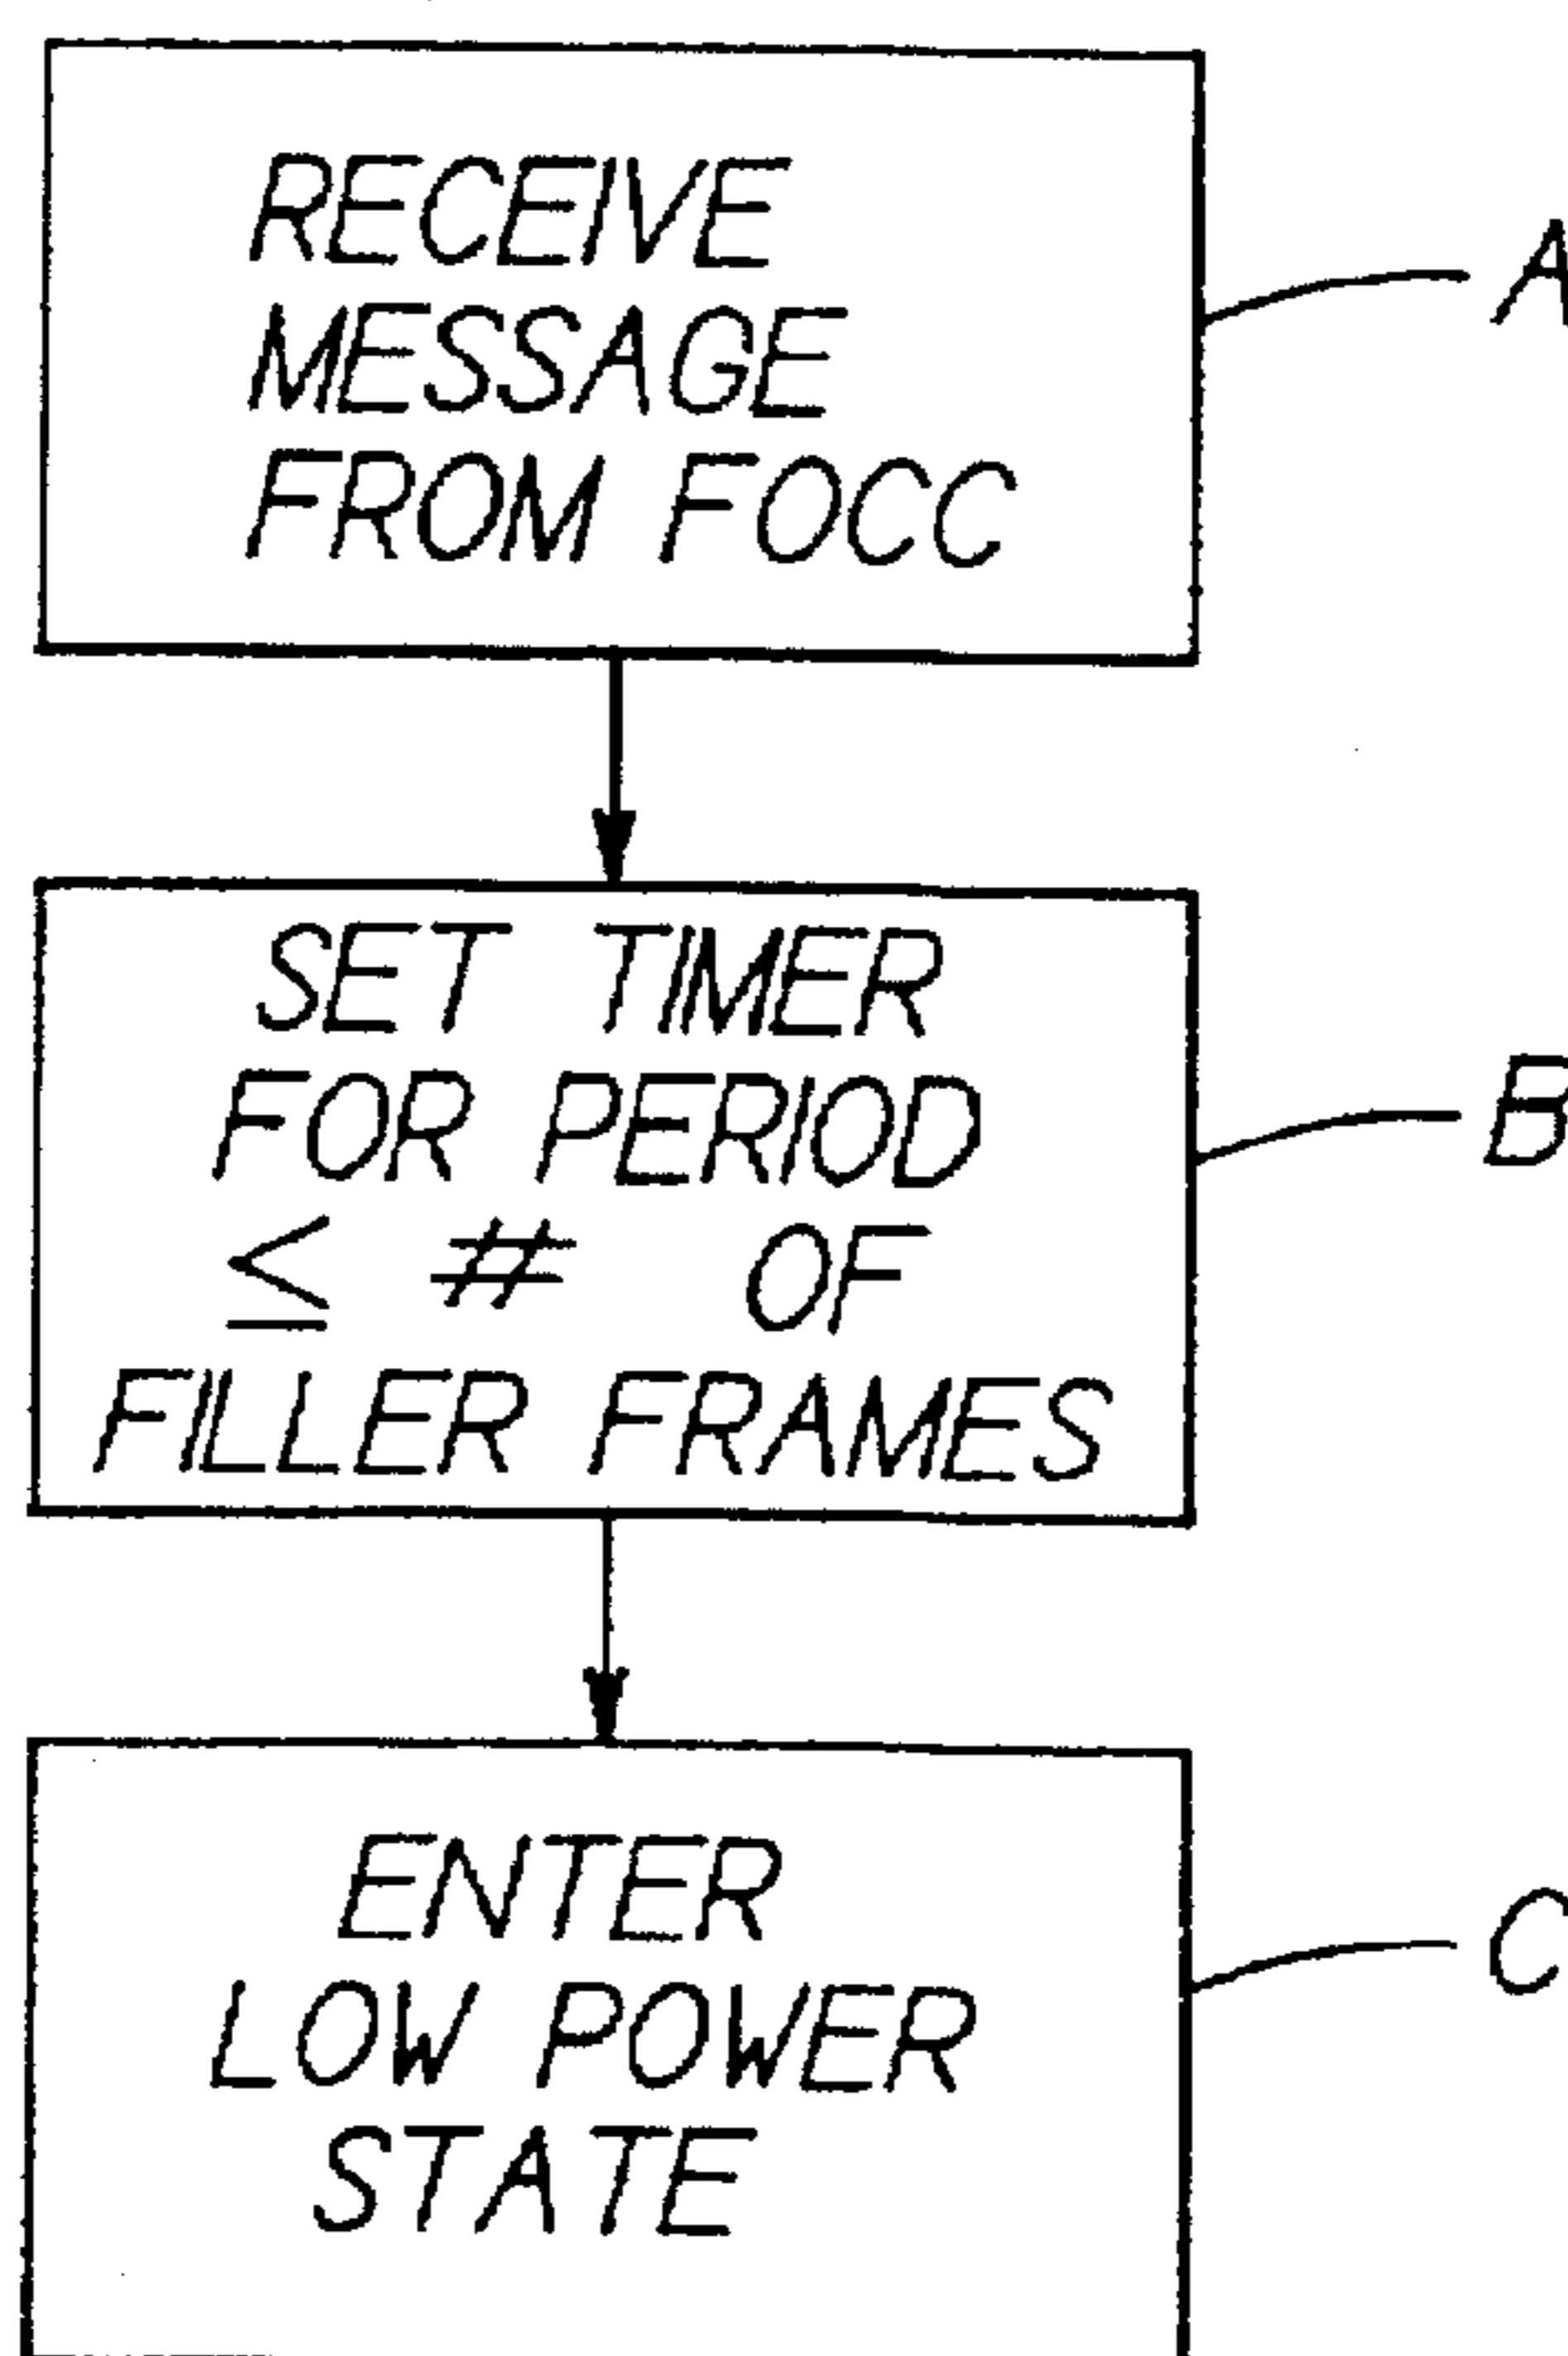 RECEIVE
MESSAGE
FROM FOCC
A
SET TIMER
FOR PERIOD
≤ # OF
FILLER FRAMES
B
ENTER
LOW POWER
STATE
C